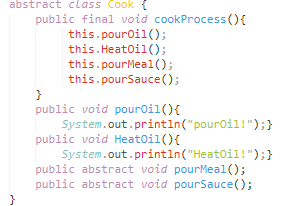 abstract class Cook {
    public final void cookProcess(){
        this.pourOil();
        this.HeatOil();
        this.pourMeal();
        this.pourSauce();
    }
    public void pourOil(){
        System.out.println("pourOil!");}
    public void HeatOil(){
        System.out.println("HeatOil!");}
    public abstract void pourMeal();
    public abstract void pourSauce();
}